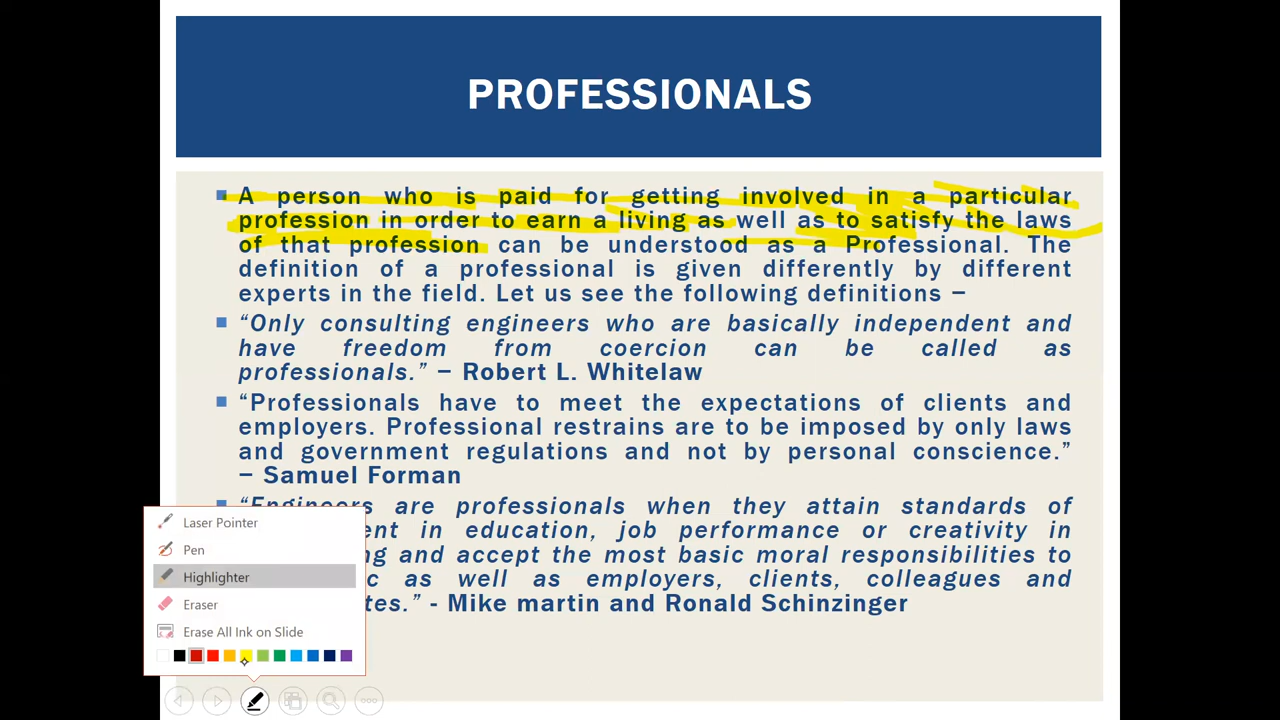 PROFESSIONALS
A person who is paid for getting involved in a particular
profession in order to earn a living as well as to satisfy the laws
of that profession can be understood as a Professional. The
definition of a professional is given differently by different
experts in the field. Let us see the following definitions –
“Only consulting engineers who are basically independent and
have freedom from coercion can be called as
professionals.” – Robert L. Whitelaw
“Professionals have to meet the expectations of clients and
employers. Professional restrains are to be imposed by only laws
and government regulations and not by personal conscience.”
– Samuel Forman
“Engineers are professionals when they attain standards of
in education, job performance or creativity in
and accept the most basic moral responsibilities to
as well as employers, clients, colleagues and
- Mike martin and Ronald Schinzinger
Laser Pointer
Pen
Highlighter
Eraser
Erase All Ink on Slide